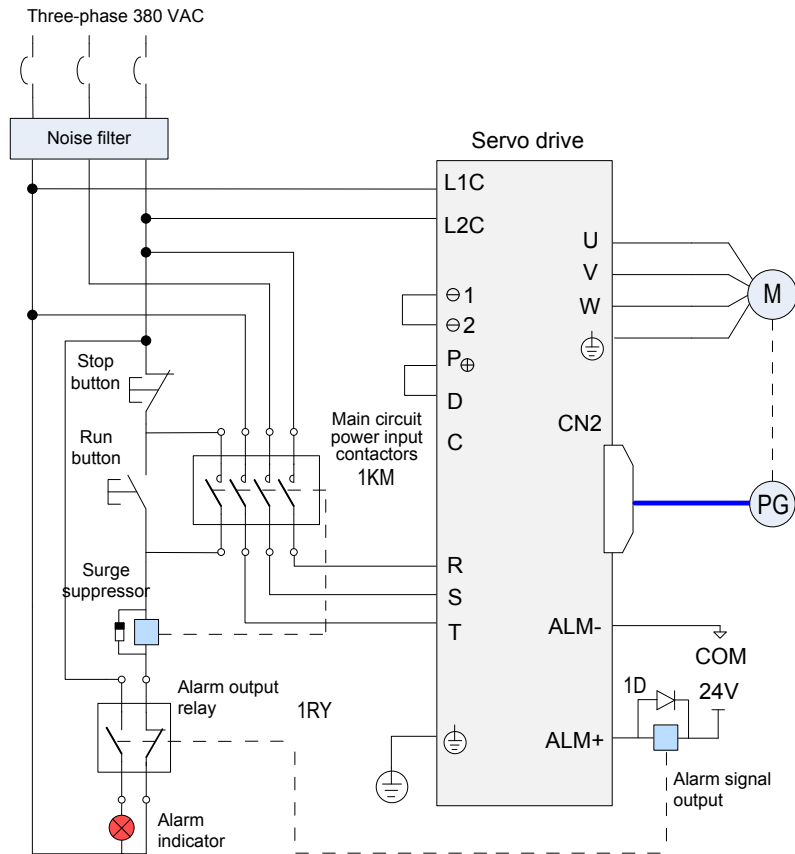 Three-phase 380 VAC
Noise filter
Servo drive
L1C
L2C
U
V
W
M
⊖1
⊖2
P⊕
D
C
CN2
Stop
button
Run
button
Main circuit
power input
contactors
1KM
PG
Surge
suppressor
R
S
T
ALM-
COM
24V
1D
Alarm output
relay
1RY
ALM+
Alarm signal
output
Alarm
indicator